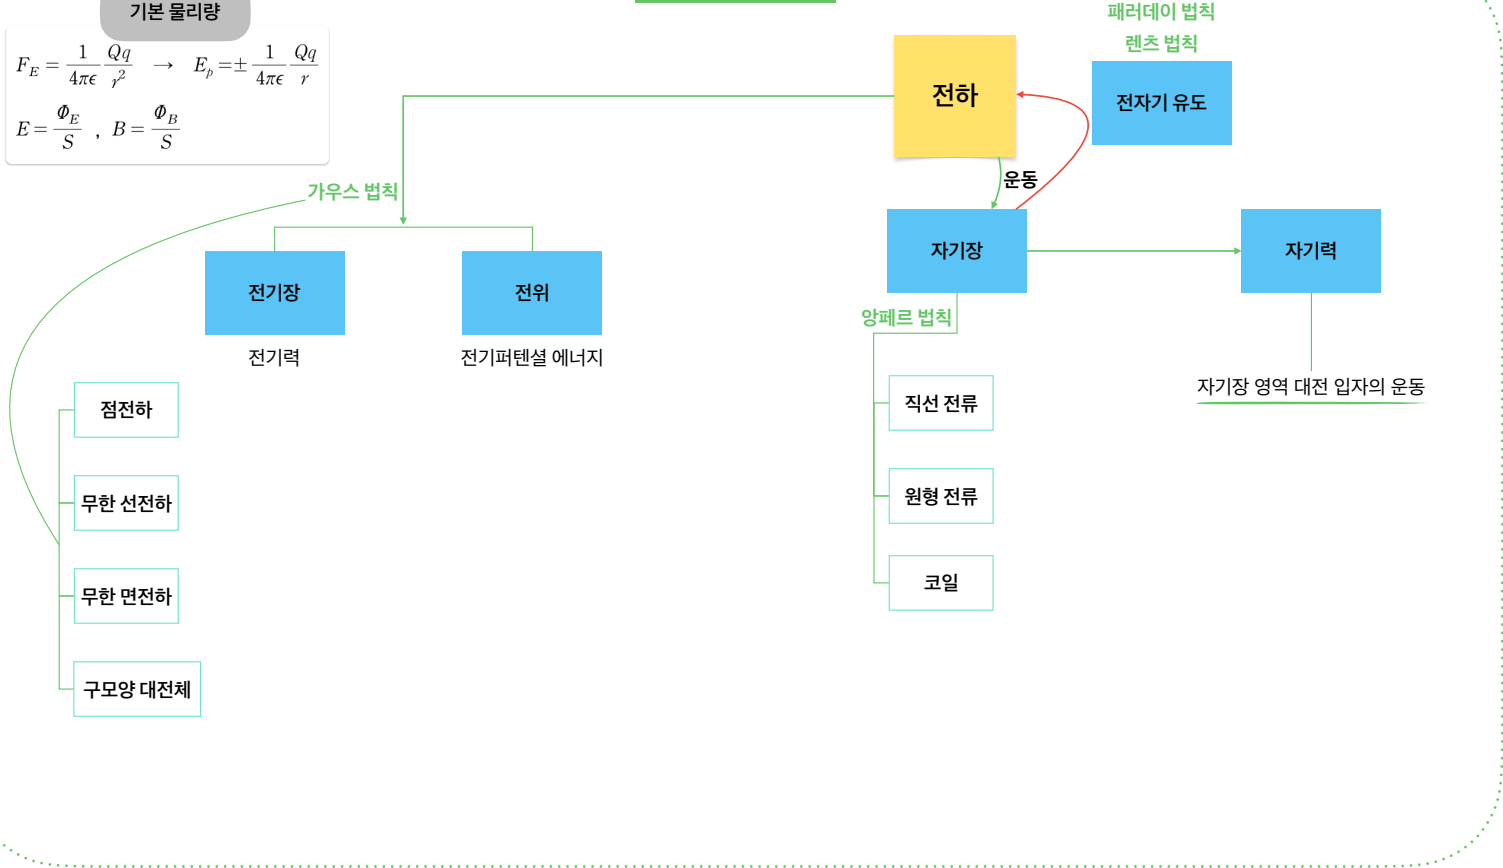 기본 물리량
F_E = 1/4πϵ Qq/r² → E_p = ± 1/4πϵ Qq/r
E = Φ_E/S , B = Φ_B/S
패러데이 법칙
렌츠 법칙
전하
전자기 유도
운동
가우스 법칙
자기장
자기력
전기장
전위
앙페르 법칙
전기력
전기퍼텐셜 에너지
자기장 영역 대전 입자의 운동
점전하
직선 전류
무한 선전하
원형 전류
무한 면전하
코일
구모양 대전체